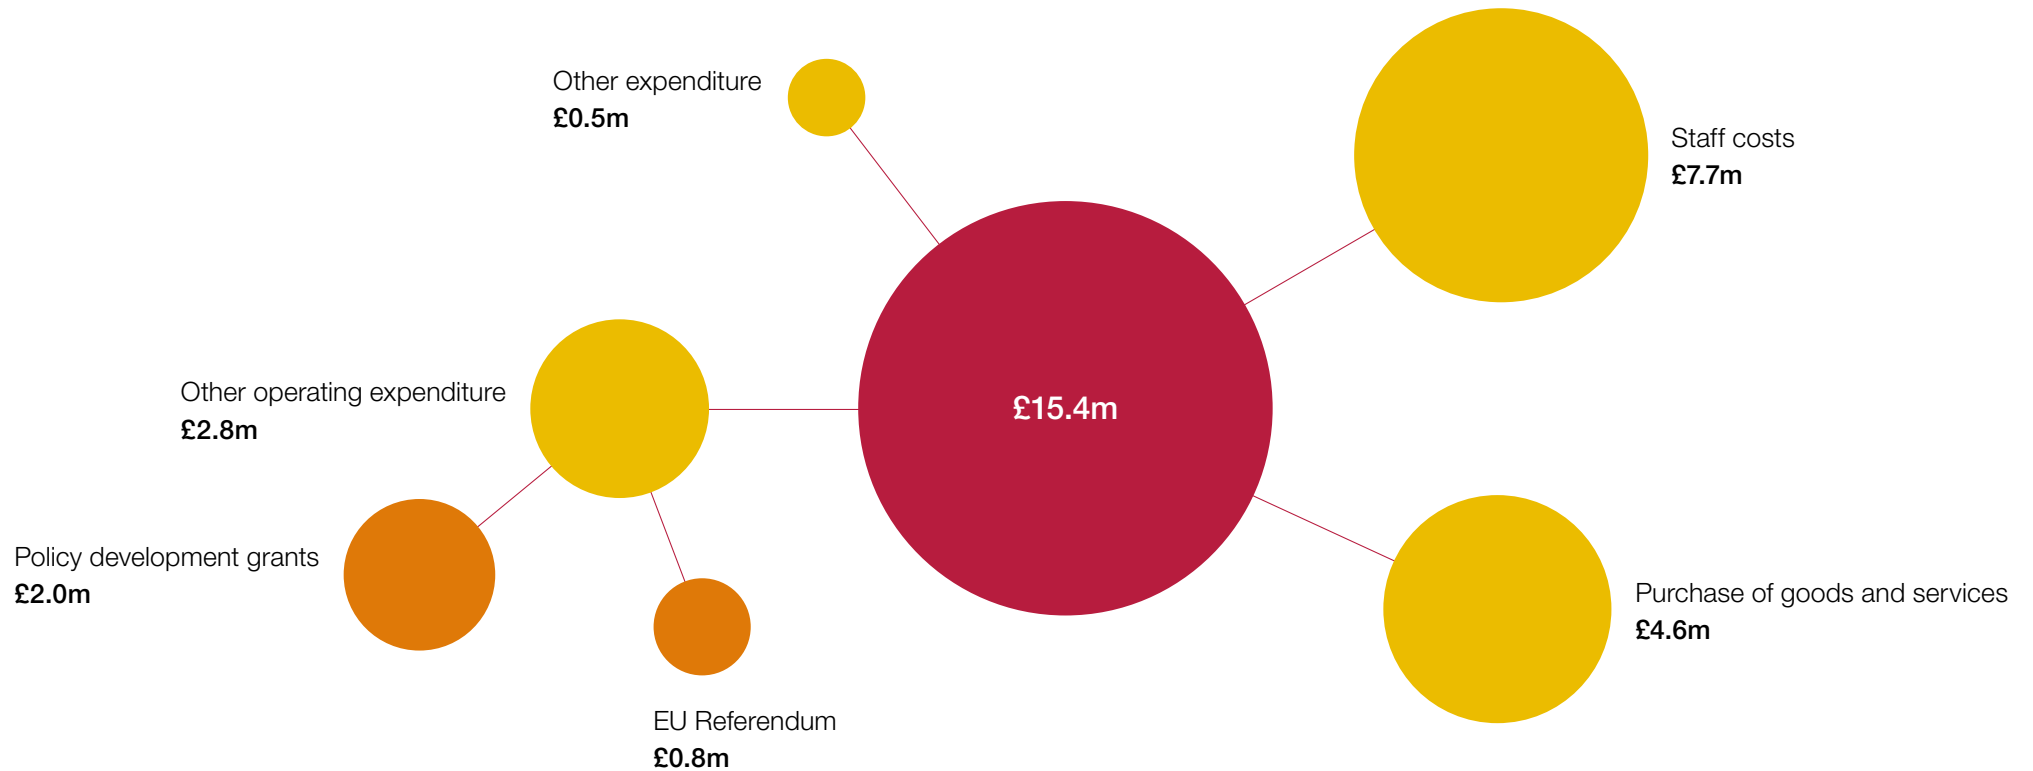 Other expenditure
£0.5m
Staff costs
£7.7m
£15.4m
Other operating expenditure
£2.8m
Policy development grants
£2.0m
Purchase of goods and services
£4.6m
EU Referendum
£0.8m